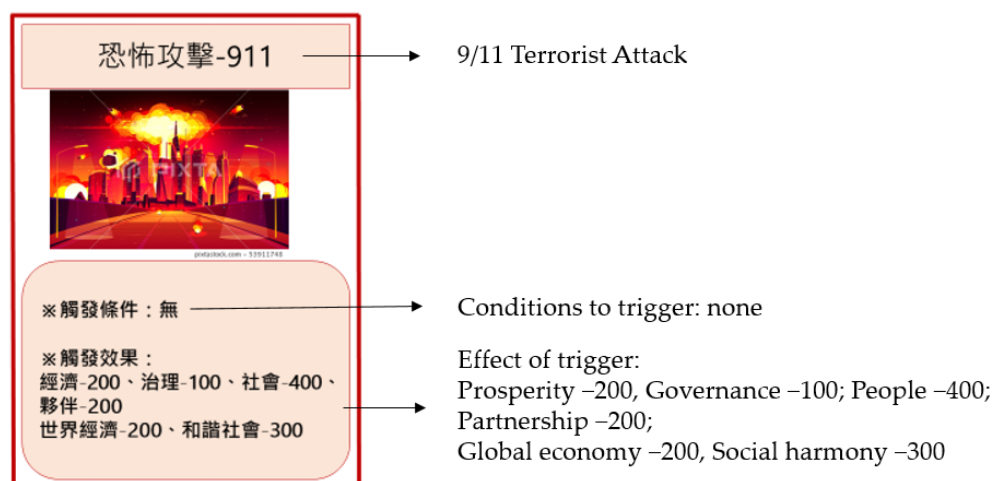 恐怖攻擊-911
9/11 Terrorist Attack
PIXTA
pixtastock.com - 53911748
※觸發條件：無
Conditions to trigger: none
※觸發效果：
經濟-200、治理-100、社會-400、
夥伴-200
世界經濟-200、和諧社會-300
Effect of trigger:
Prosperity –200, Governance –100; People –400;
Partnership –200;
Global economy –200, Social harmony –300